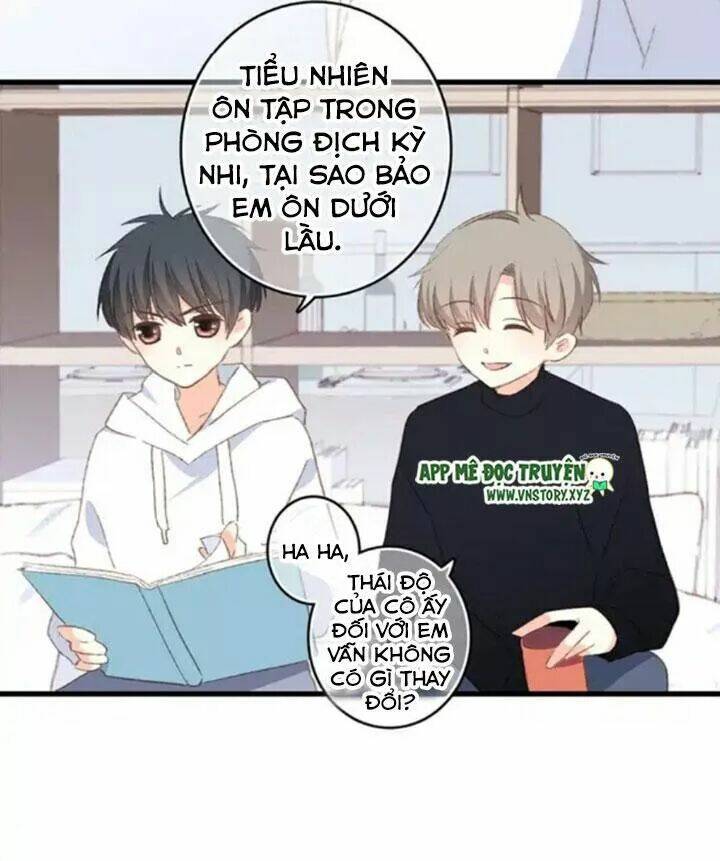 TIỂU NHIÊN
ÔN TẬP TRONG
PHÒNG ĐỊCH KỲ
NHI, TẠI SAO BẢO
EM ÔN DƯỚI
LẦU.
APP MÊ ĐỌC TRUYỆN
WWW.VNSTORY.XYZ
HA HA,
THÁI ĐỘ
CỦA CÔ ẤY
ĐỐI VỚI EM
VẪN KHÔNG
CÓ GÌ THAY
ĐỔI?